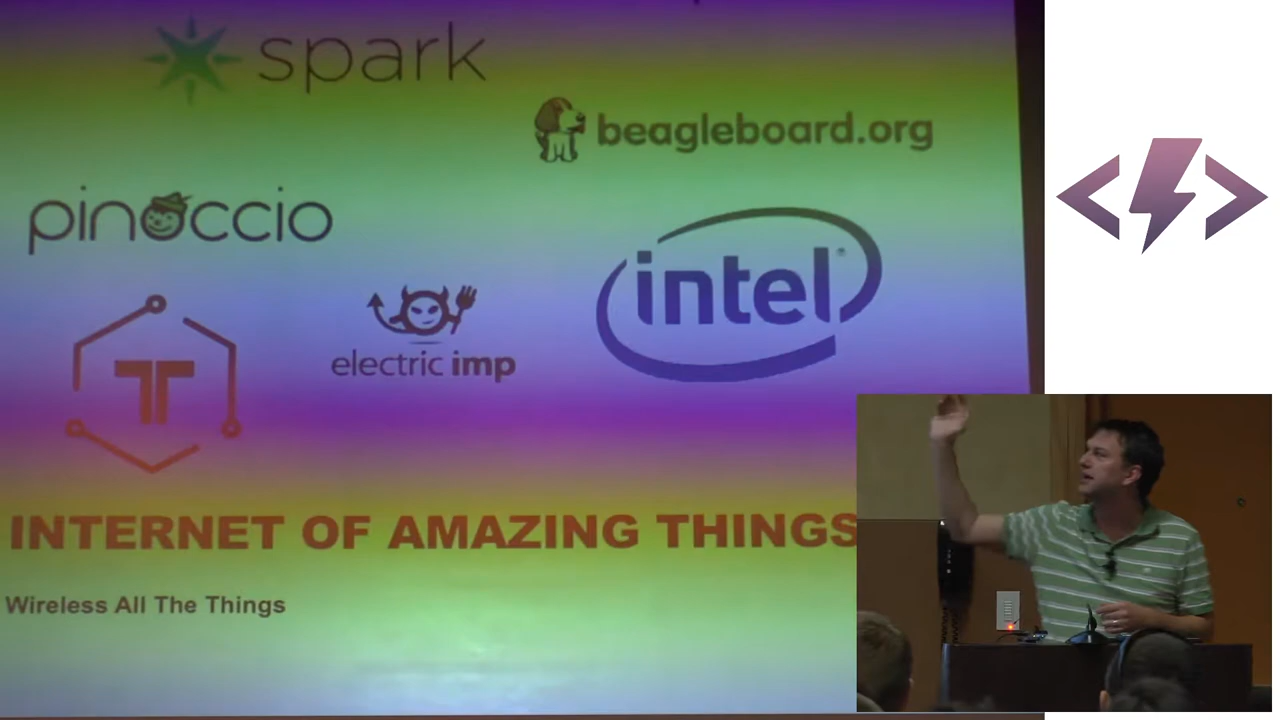 spark
beagleboard.org
pinoccio
intel
electric imp
INTERNET OF AMAZING THINGS
Wireless All The Things